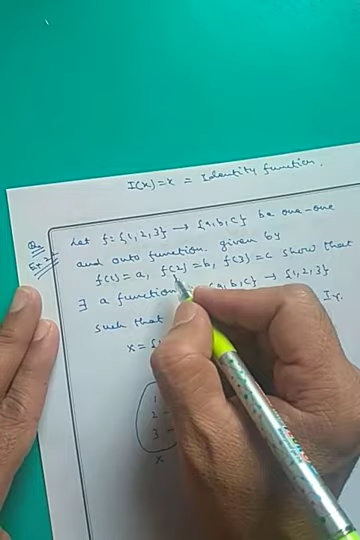 I(x) = x = Identity function.
Let f: {1,2,3} → {a,b,c} be one-one
and onto function. given by
f(1)=a, f(2)=b, f(3)=c show that
∃ a function {a,b,c} → {1,2,3}
such that
x = {1
1
2
3
X